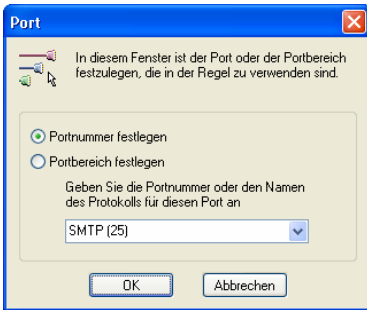 Port
In diesem Fenster ist der Port oder der Portbereich
festzulegen, die in der Regel zu verwenden sind.
Portnummer festlegen
Portbereich festlegen
Geben Sie die Portnummer oder den Namen
des Protokolls für diesen Port an
SMTP (25)
OK
Abbrechen